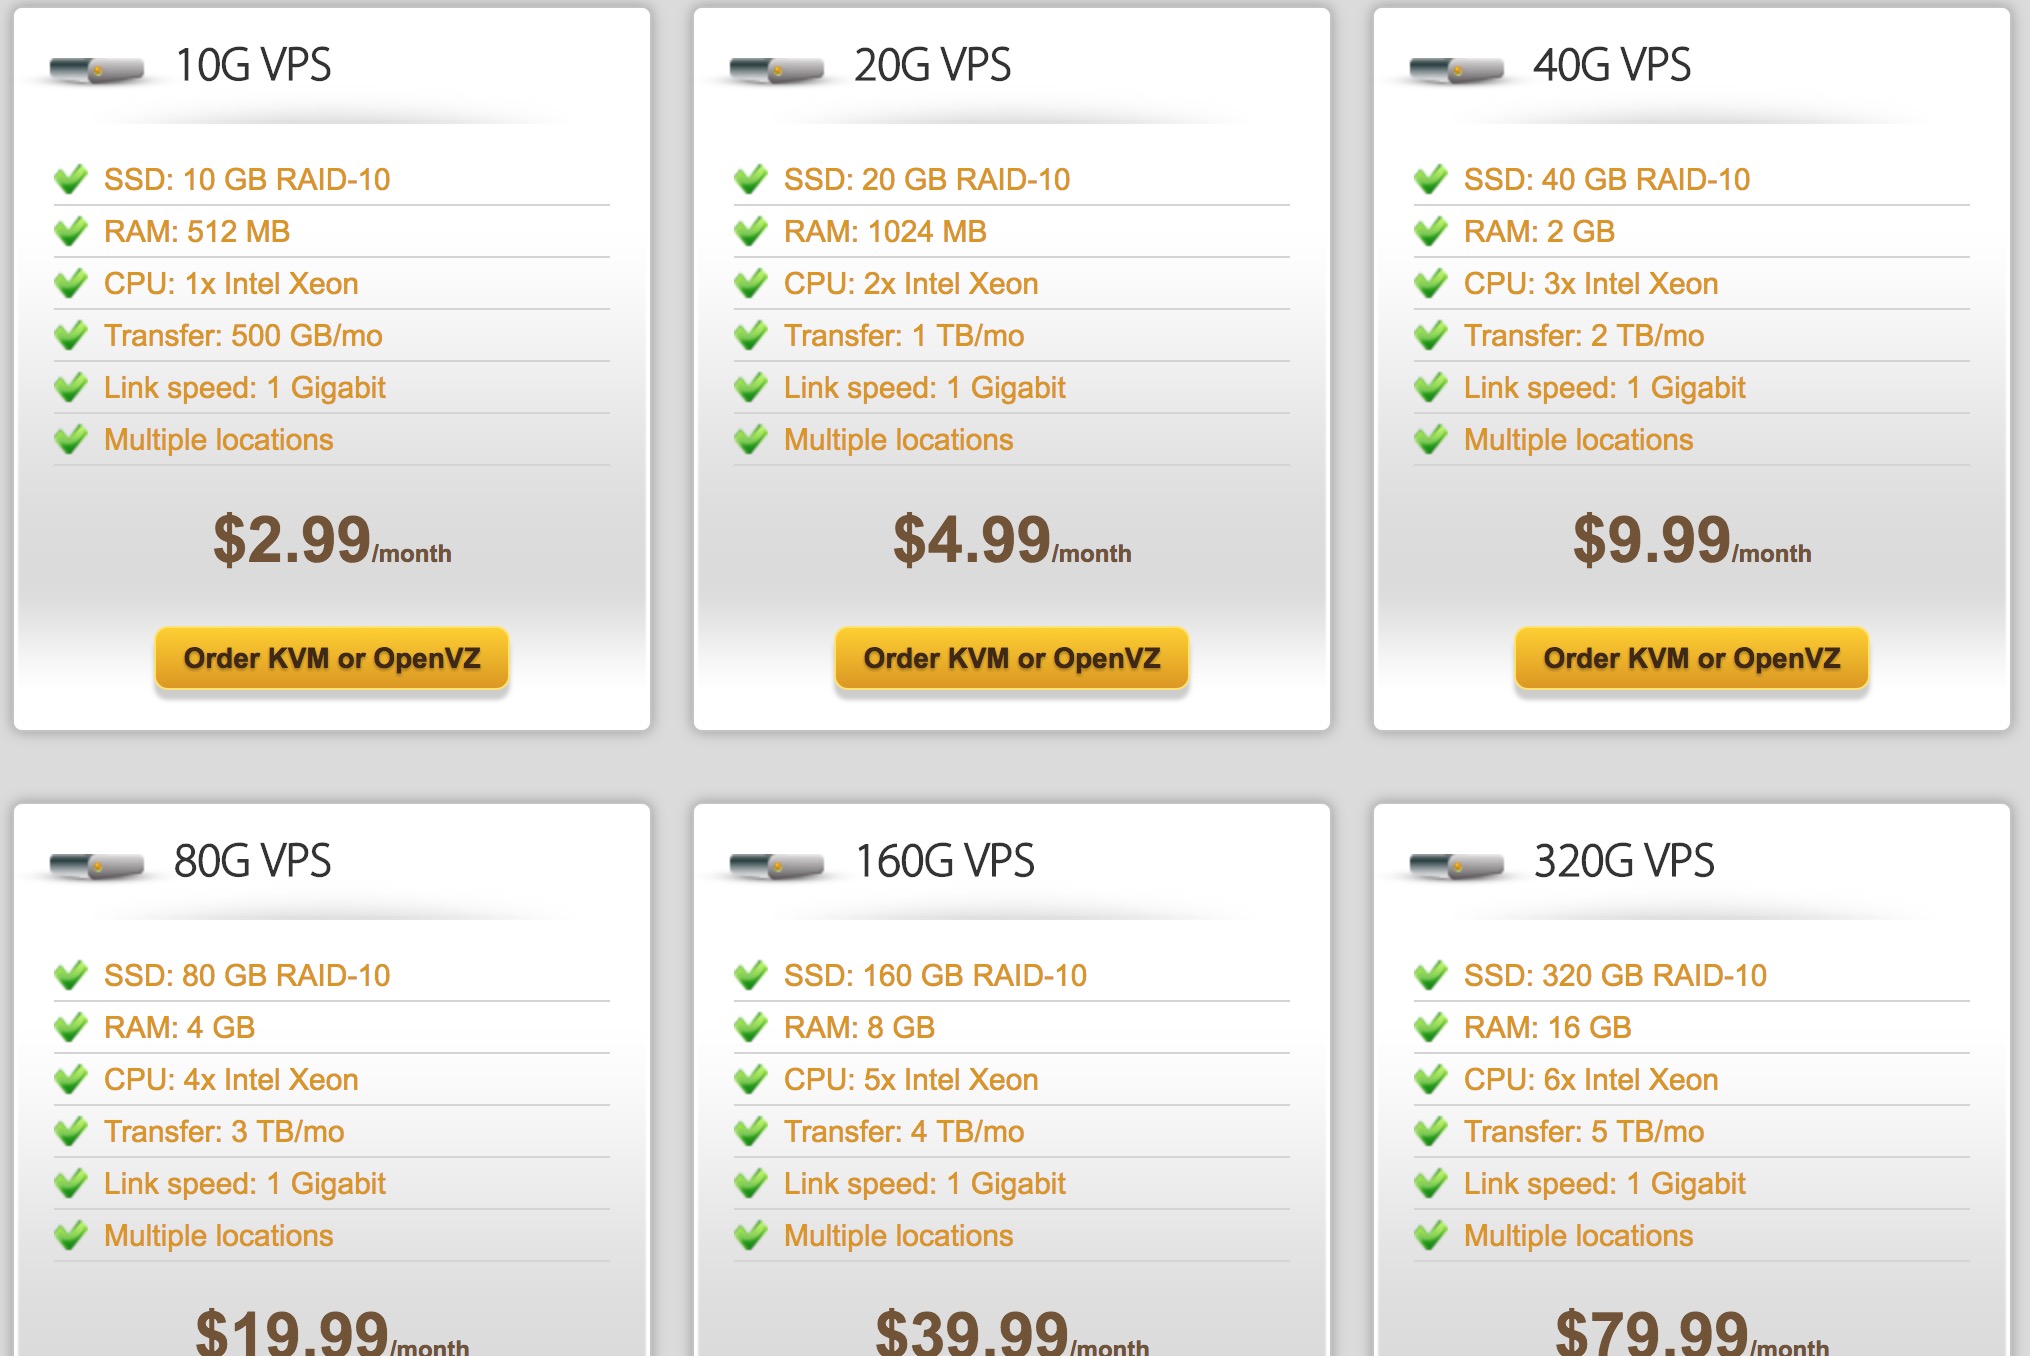 10G VPS
SSD: 10 GB RAID-10
RAM: 512 MB
CPU: 1x Intel Xeon
Transfer: 500 GB/mo
Link speed: 1 Gigabit
Multiple locations
$2.99/month
Order KVM or OpenVZ
20G VPS
SSD: 20 GB RAID-10
RAM: 1024 MB
CPU: 2x Intel Xeon
Transfer: 1 TB/mo
Link speed: 1 Gigabit
Multiple locations
$4.99/month
Order KVM or OpenVZ
40G VPS
SSD: 40 GB RAID-10
RAM: 2 GB
CPU: 3x Intel Xeon
Transfer: 2 TB/mo
Link speed: 1 Gigabit
Multiple locations
$9.99/month
Order KVM or OpenVZ
80G VPS
SSD: 80 GB RAID-10
RAM: 4 GB
CPU: 4x Intel Xeon
Transfer: 3 TB/mo
Link speed: 1 Gigabit
Multiple locations
$19.99/month
160G VPS
SSD: 160 GB RAID-10
RAM: 8 GB
CPU: 5x Intel Xeon
Transfer: 4 TB/mo
Link speed: 1 Gigabit
Multiple locations
$39.99/month
320G VPS
SSD: 320 GB RAID-10
RAM: 16 GB
CPU: 6x Intel Xeon
Transfer: 5 TB/mo
Link speed: 1 Gigabit
Multiple locations
$79.99/month